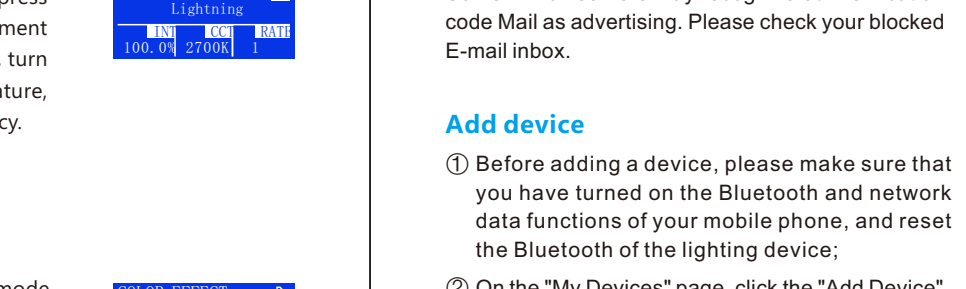 ment
turn
cy.
mode
Lightning
INT CCT RATE
100.0% 2700K 1
COLOR EFFECT
code Mail as advertising. Please check your blocked
E-mail inbox.
Add device
① Before adding a device, please make sure that
you have turned on the Bluetooth and network
data functions of your mobile phone, and reset
the Bluetooth of the lighting device;
② On the "My Devices" page, click the "Add Device"